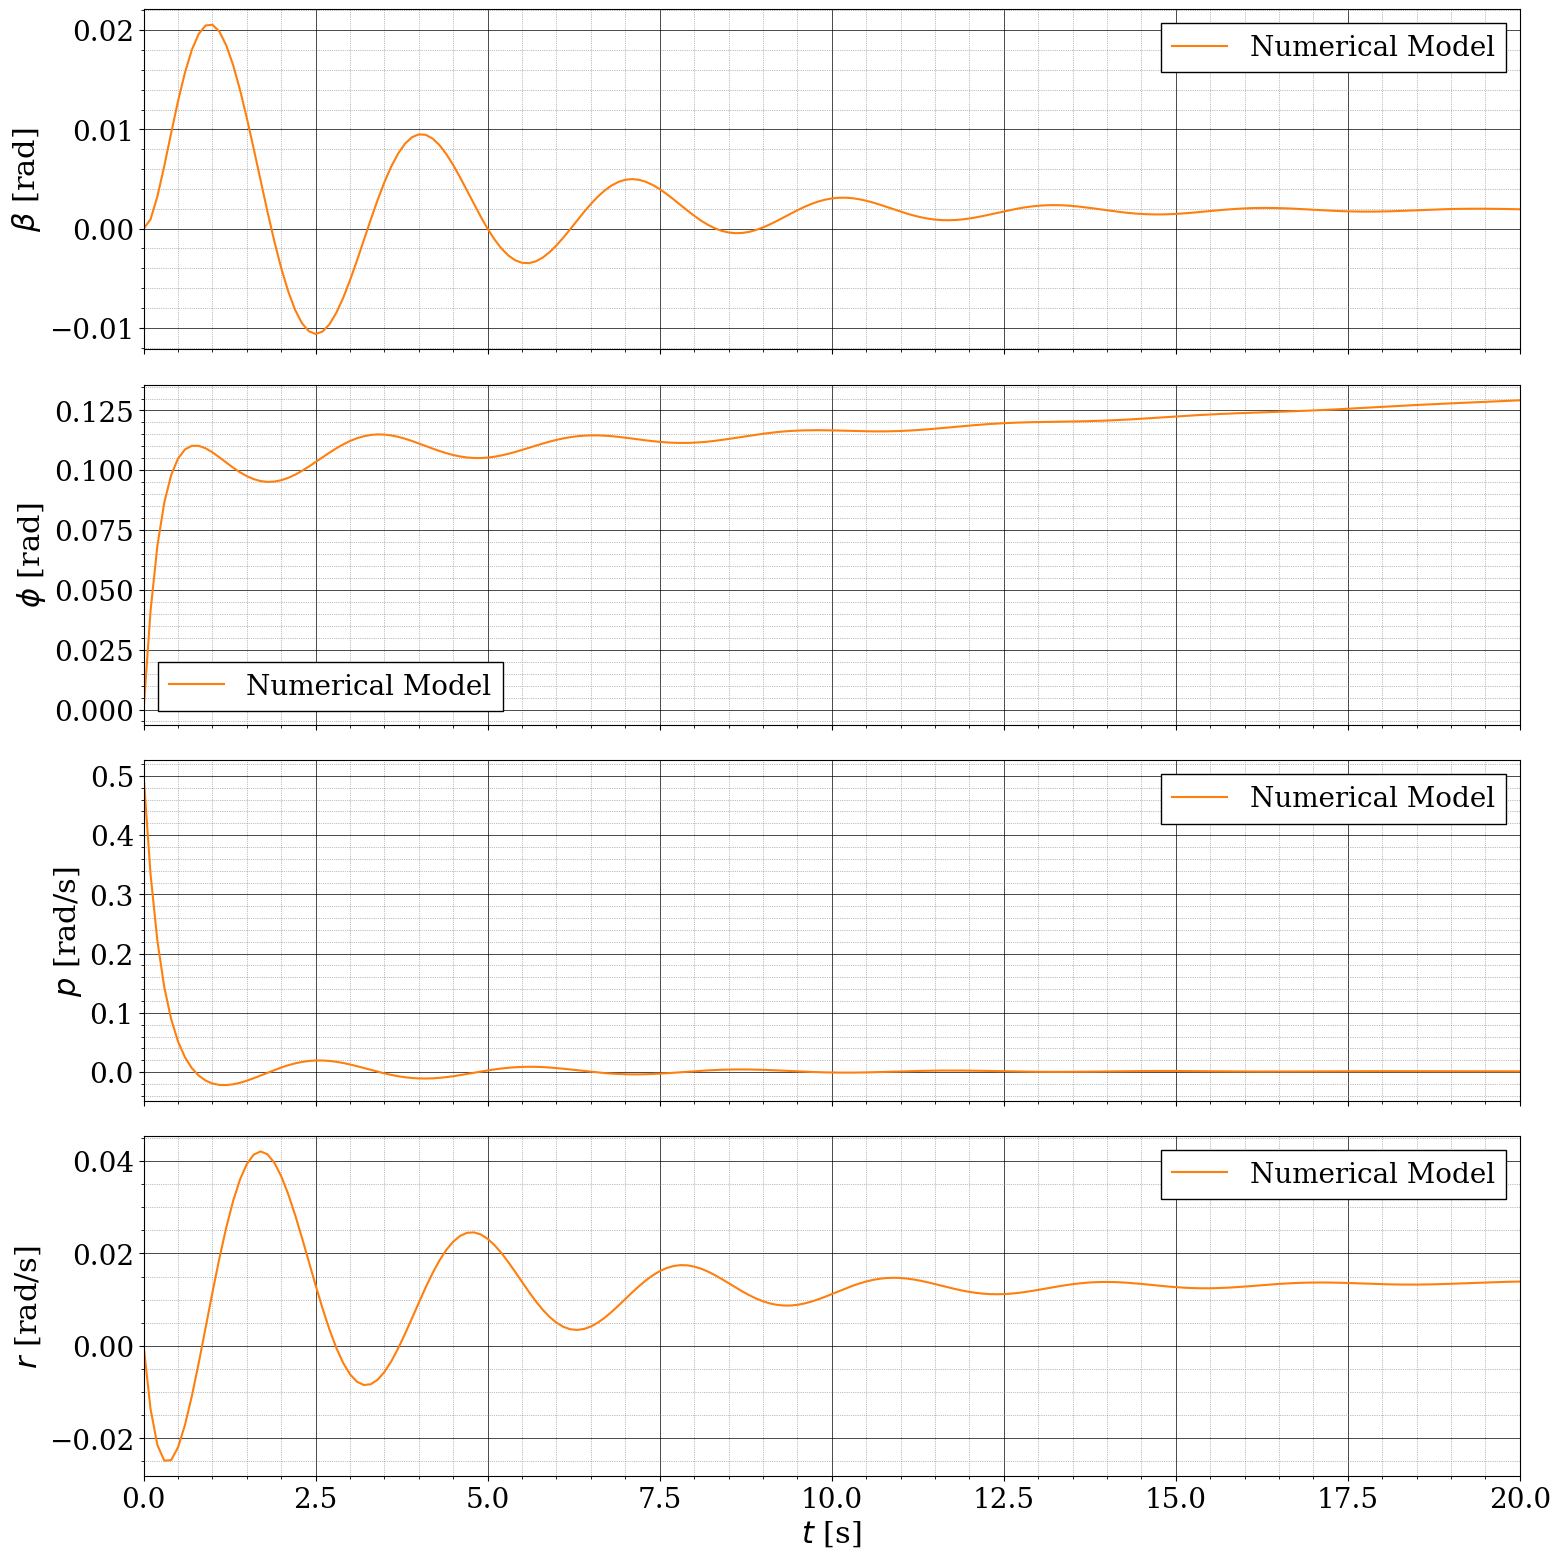 0.02
0.01
0.00
−0.01
β [rad]
Numerical Model
0.125
0.100
0.075
0.050
0.025
0.000
ϕ [rad]
Numerical Model
0.5
0.4
0.3
0.2
0.1
0.0
p [rad/s]
Numerical Model
0.04
0.02
0.00
−0.02
r [rad/s]
Numerical Model
0.0 2.5 5.0 7.5 10.0 12.5 15.0 17.5 20.0
t [s]